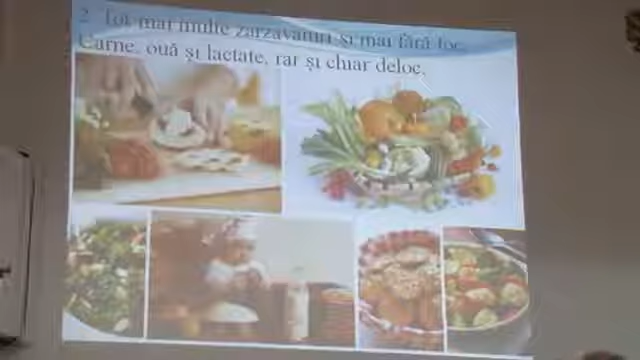 2. Tot mai multe zarzavaturi și mai fără foc.
Carne, ouă și lactate, rar și chiar deloc.